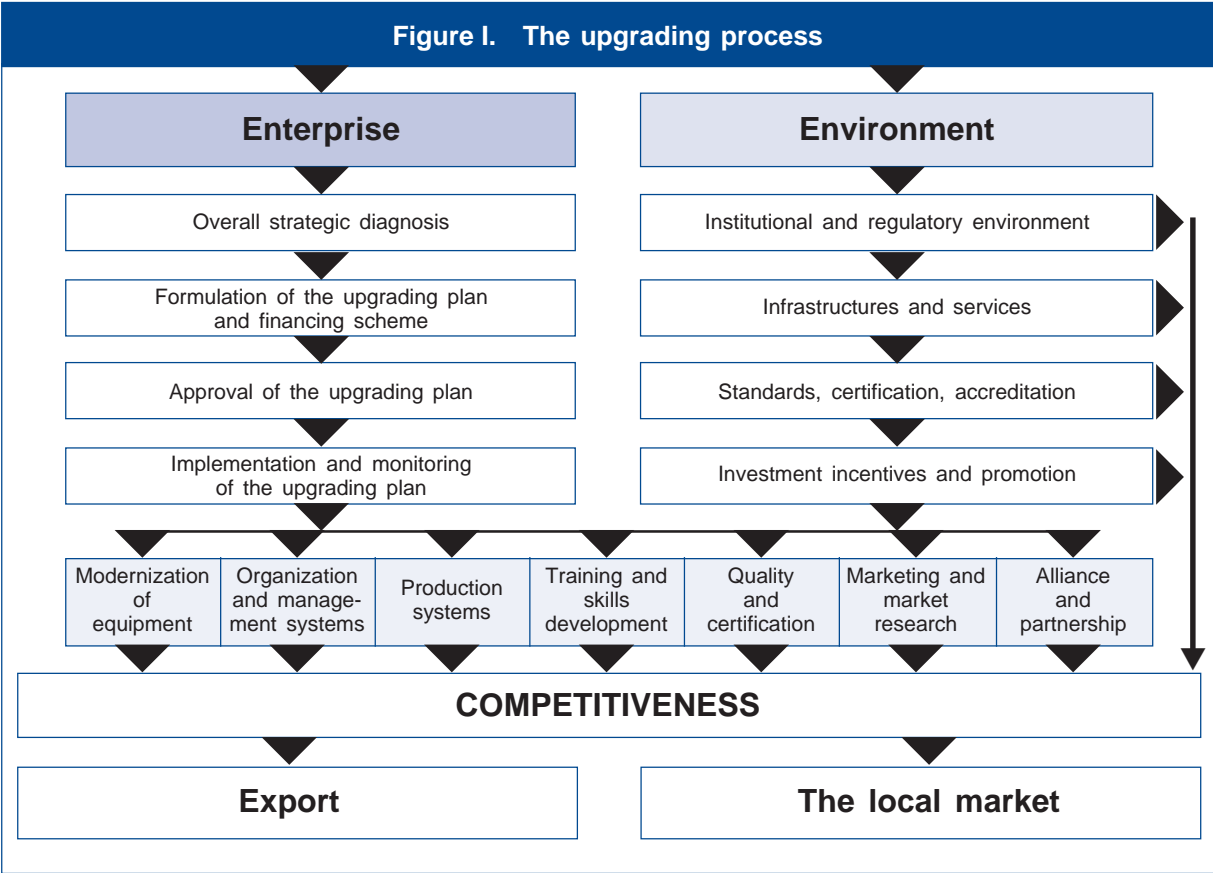 Figure I. The upgrading process
Enterprise
Environment
Overall strategic diagnosis
Institutional and regulatory environment
Formulation of the upgrading plan
and financing scheme
Infrastructures and services
Approval of the upgrading plan
Standards, certification, accreditation
Implementation and monitoring
of the upgrading plan
Investment incentives and promotion
Modernization
of
equipment
Organization
and manage-
ment systems
Production
systems
Training and
skills
development
Quality
and
certification
Marketing and
market
research
Alliance
and
partnership
COMPETITIVENESS
Export
The local market